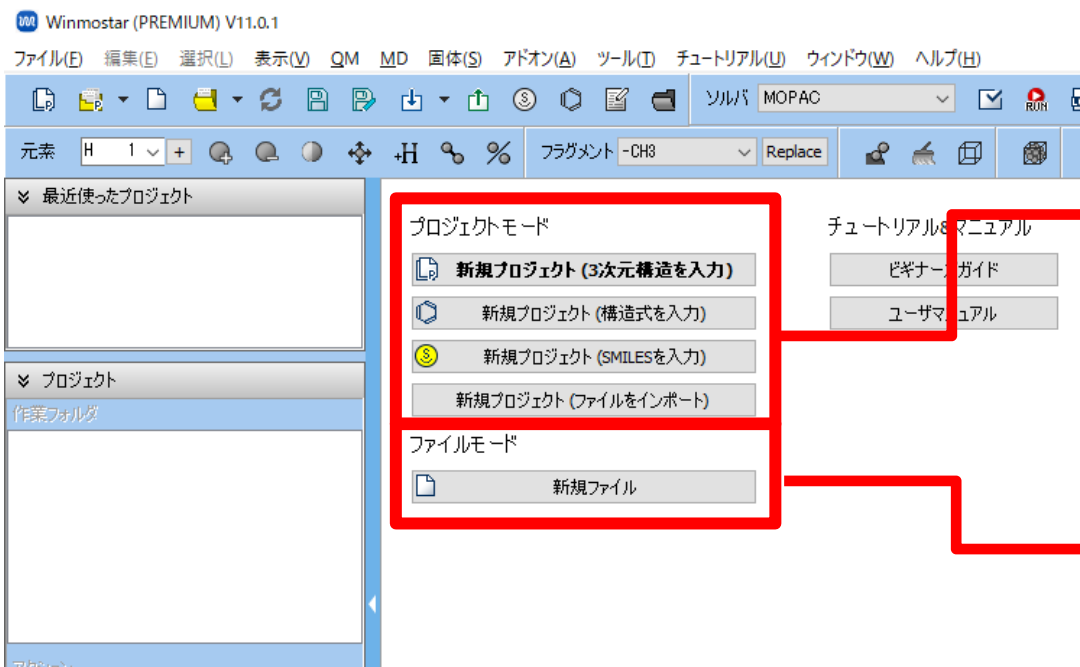 Winmostar (PREMIUM) V11.0.1
ファイル(F) 編集(E) 選択(L) 表示(V) QM MD 固体(S) アドオン(A) ツール(T) チュートリアル(U) ウィンドウ(W) ヘルプ(H)
ソルバ MOPAC RUN
元素 H 1 + +H フラグメント -CH3 Replace
最近使ったプロジェクト
プロジェクトモード
チュートリアル&マニュアル
新規プロジェクト (3次元構造を入力)
ビギナーズガイド
新規プロジェクト (構造式を入力)
ユーザマニュアル
新規プロジェクト (SMILESを入力)
プロジェクト
新規プロジェクト (ファイルをインポート)
作業フォルダ
ファイルモード
新規ファイル